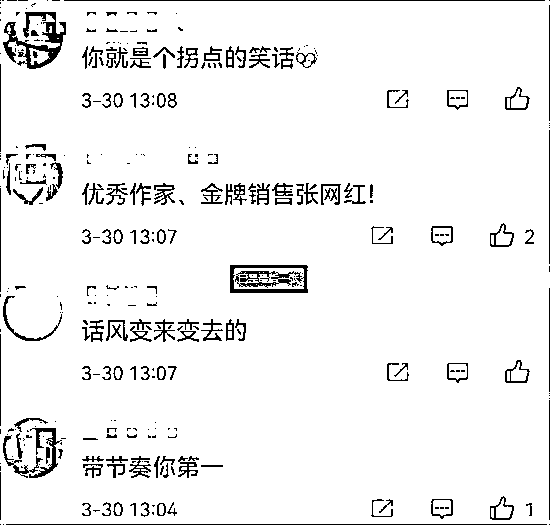 你就是个拐点的笑话
3-30 13:08
优秀作家、金牌销售张网红!
3-30 13:07
2
话风变来变去的
3-30 13:07
带节奏你第一
3-30 13:04
1